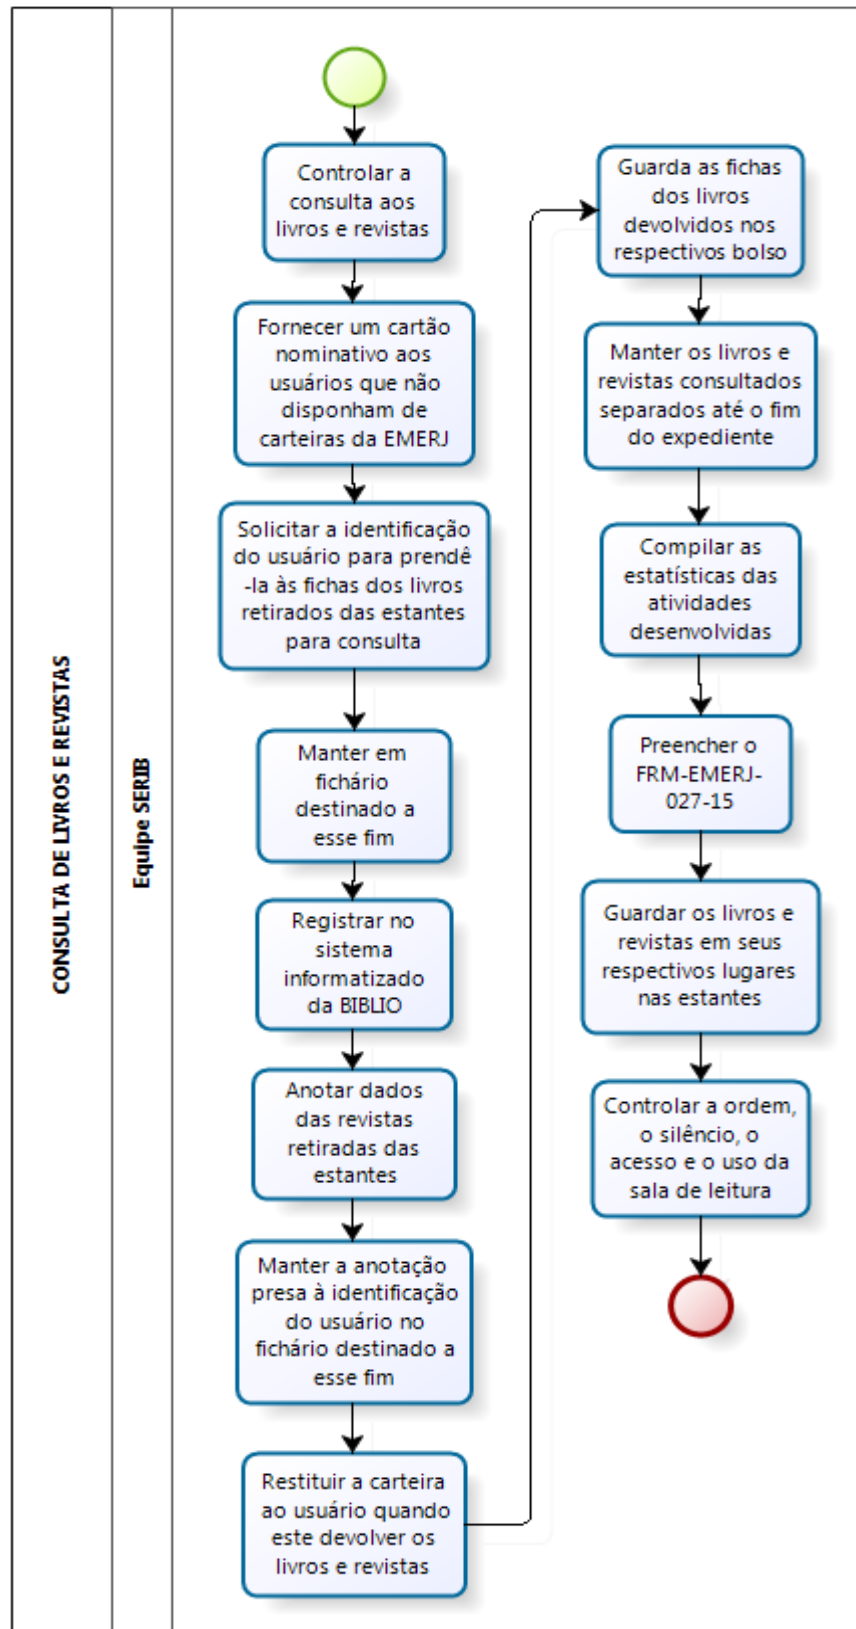 CONSULTA DE LIVROS E REVISTAS
Equipe SERIB
Controlar a
consulta aos
livros e revistas
Fornecer um cartão
nominativo aos
usuários que não
disponham de
carteiras da EMERJ
Solicitar a identificação
do usuário para prendê
-la às fichas dos livros
retirados das estantes
para consulta
Manter em
fichário
destinado a
esse fim
Registrar no
sistema
informatizado
da BIBLIO
Anotar dados
das revistas
retiradas das
estantes
Manter a anotação
presa à identificação
do usuário no
fichário destinado a
esse fim
Restituir a carteira
ao usuário quando
este devolver os
livros e revistas
Guarda as fichas
dos livros
devolvidos nos
respectivos bolso
Manter os livros e
revistas consultados
separados até o fim
do expediente
Compilar as
estatísticas das
atividades
desenvolvidas
Preencher o
FRM-EMERJ-
027-15
Guardar os livros e
revistas em seus
respectivos lugares
nas estantes
Controlar a ordem,
o silêncio, o
acesso e o uso da
sala de leitura